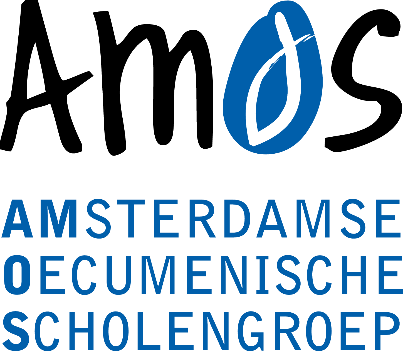 AmOS
AMSTERDAMSE
OECUMENISCHE
SCHOLENGROEP